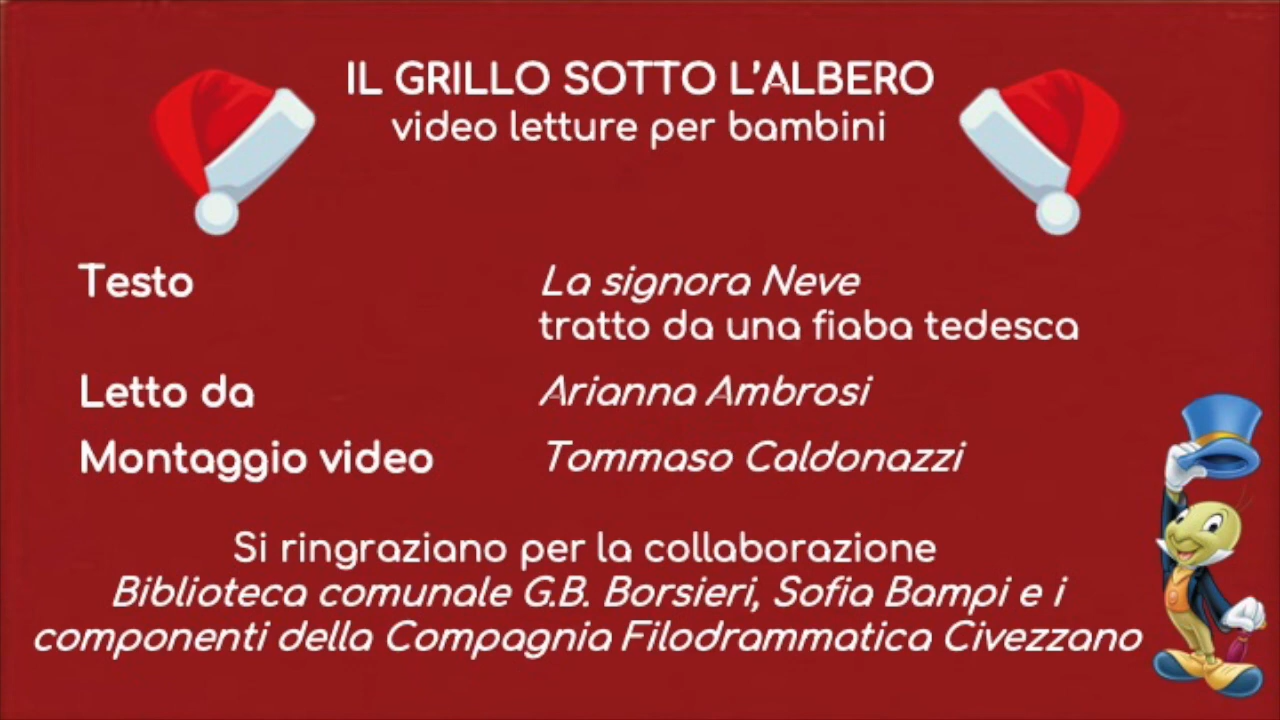 IL GRILLO SOTTO L'ALBERO
video letture per bambini
Testo La signora Neve
tratto da una fiaba tedesca
Letto da Arianna Ambrosi
Montaggio video Tommaso Caldonazzi
Si ringraziano per la collaborazione
Biblioteca comunale G.B. Borsieri, Sofia Bampi e i
componenti della Compagnia Filodrammatica Civezzano